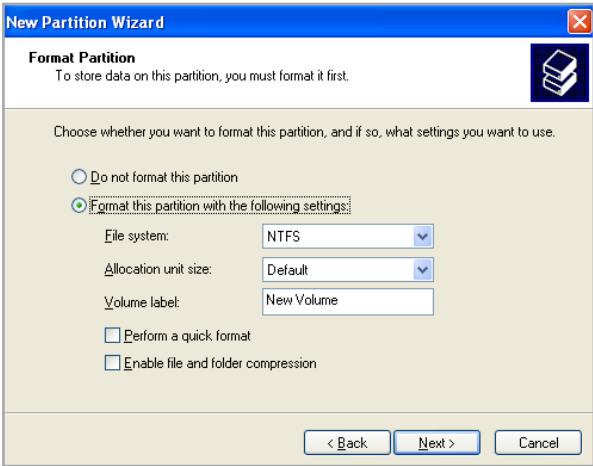 New Partition Wizard
Format Partition
To store data on this partition, you must format it first.
Choose whether you want to format this partition, and if so, what settings you want to use.
Do not format this partition
Format this partition with the following settings:
File system: NTFS
Allocation unit size: Default
Volume label: New Volume
Perform a quick format
Enable file and folder compression
< Back Next > Cancel